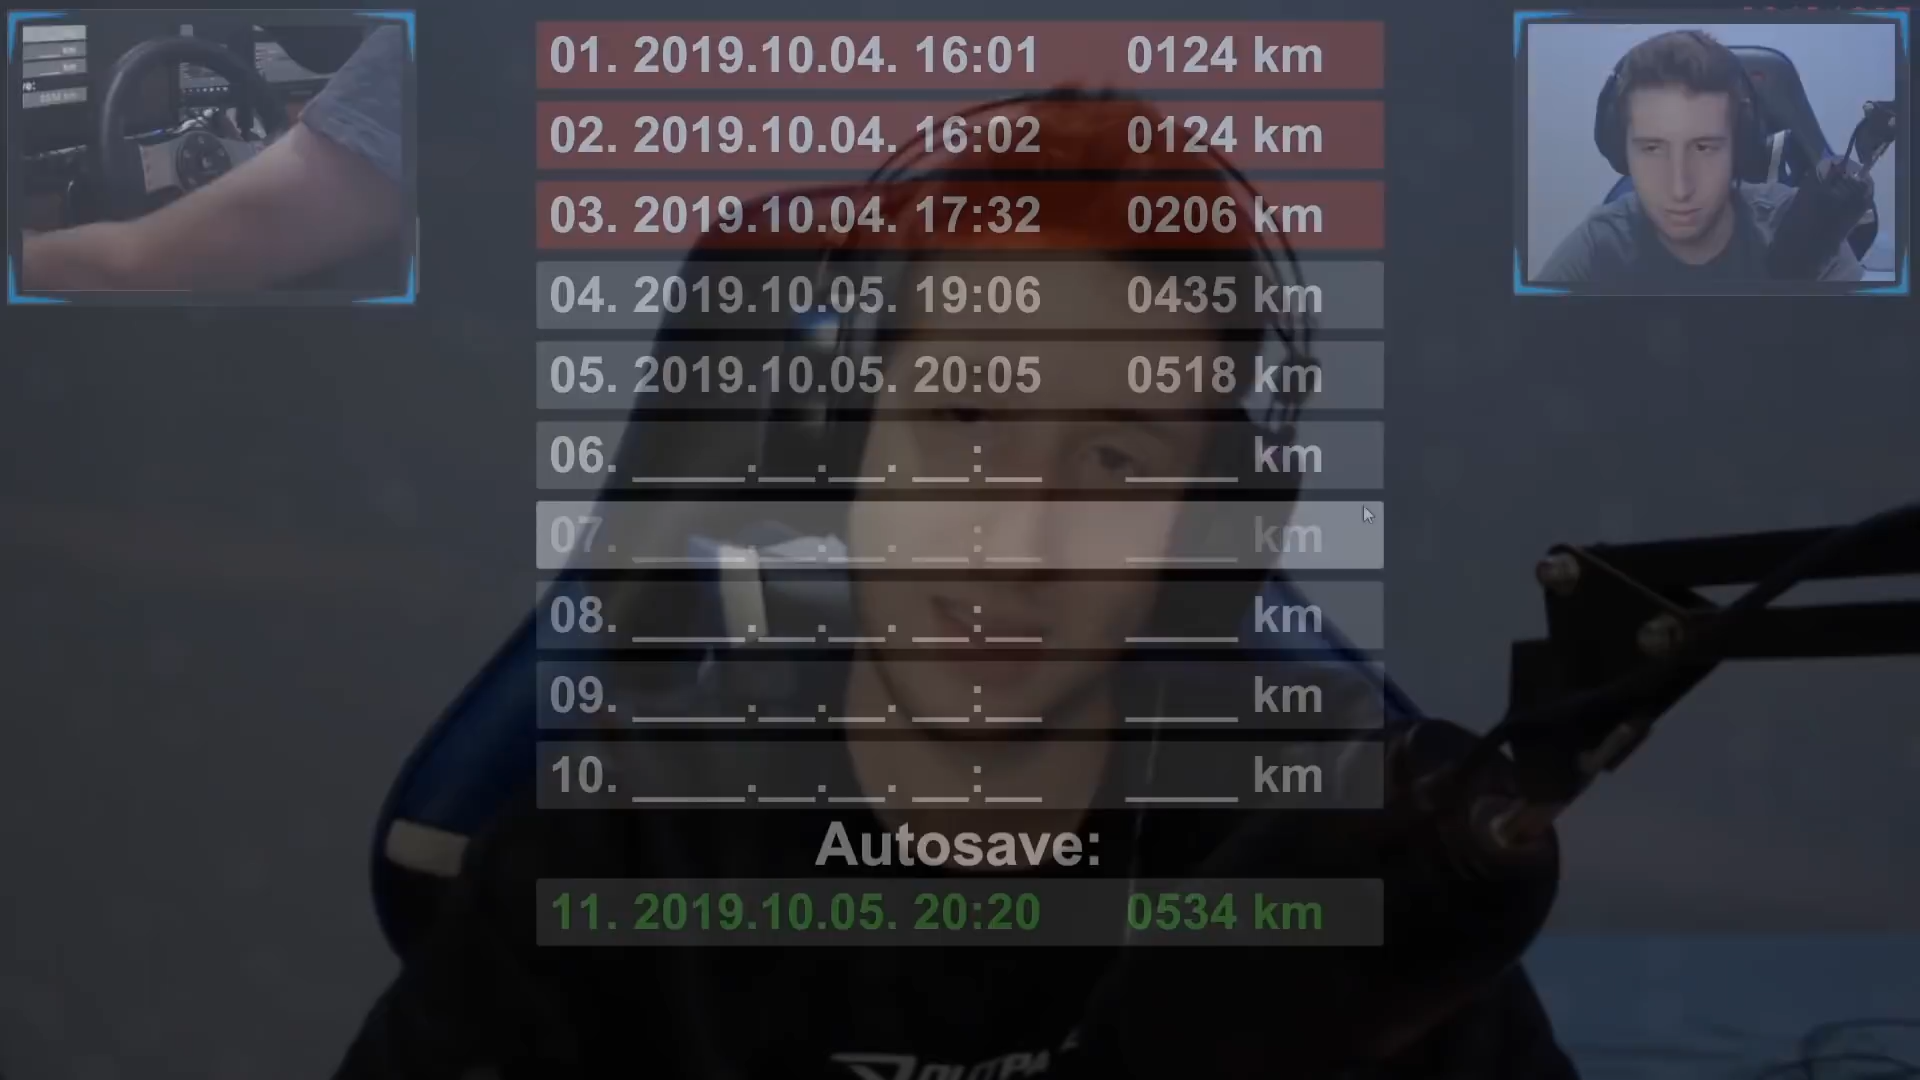 01. 2019.10.04. 16:01 0124 km
02. 2019.10.04. 16:02 0124 km
03. 2019.10.04. 17:32 0206 km
04. 2019.10.05. 19:06 0435 km
05. 2019.10.05. 20:05 0518 km
06. ____.__.__. __:__ ____ km
07. ____.__.__. __:__ ____ km
08. ____.__.__. __:__ ____ km
09. ____.__.__. __:__ ____ km
10. ____.__.__. __:__ ____ km
Autosave:
11. 2019.10.05. 20:20 0534 km